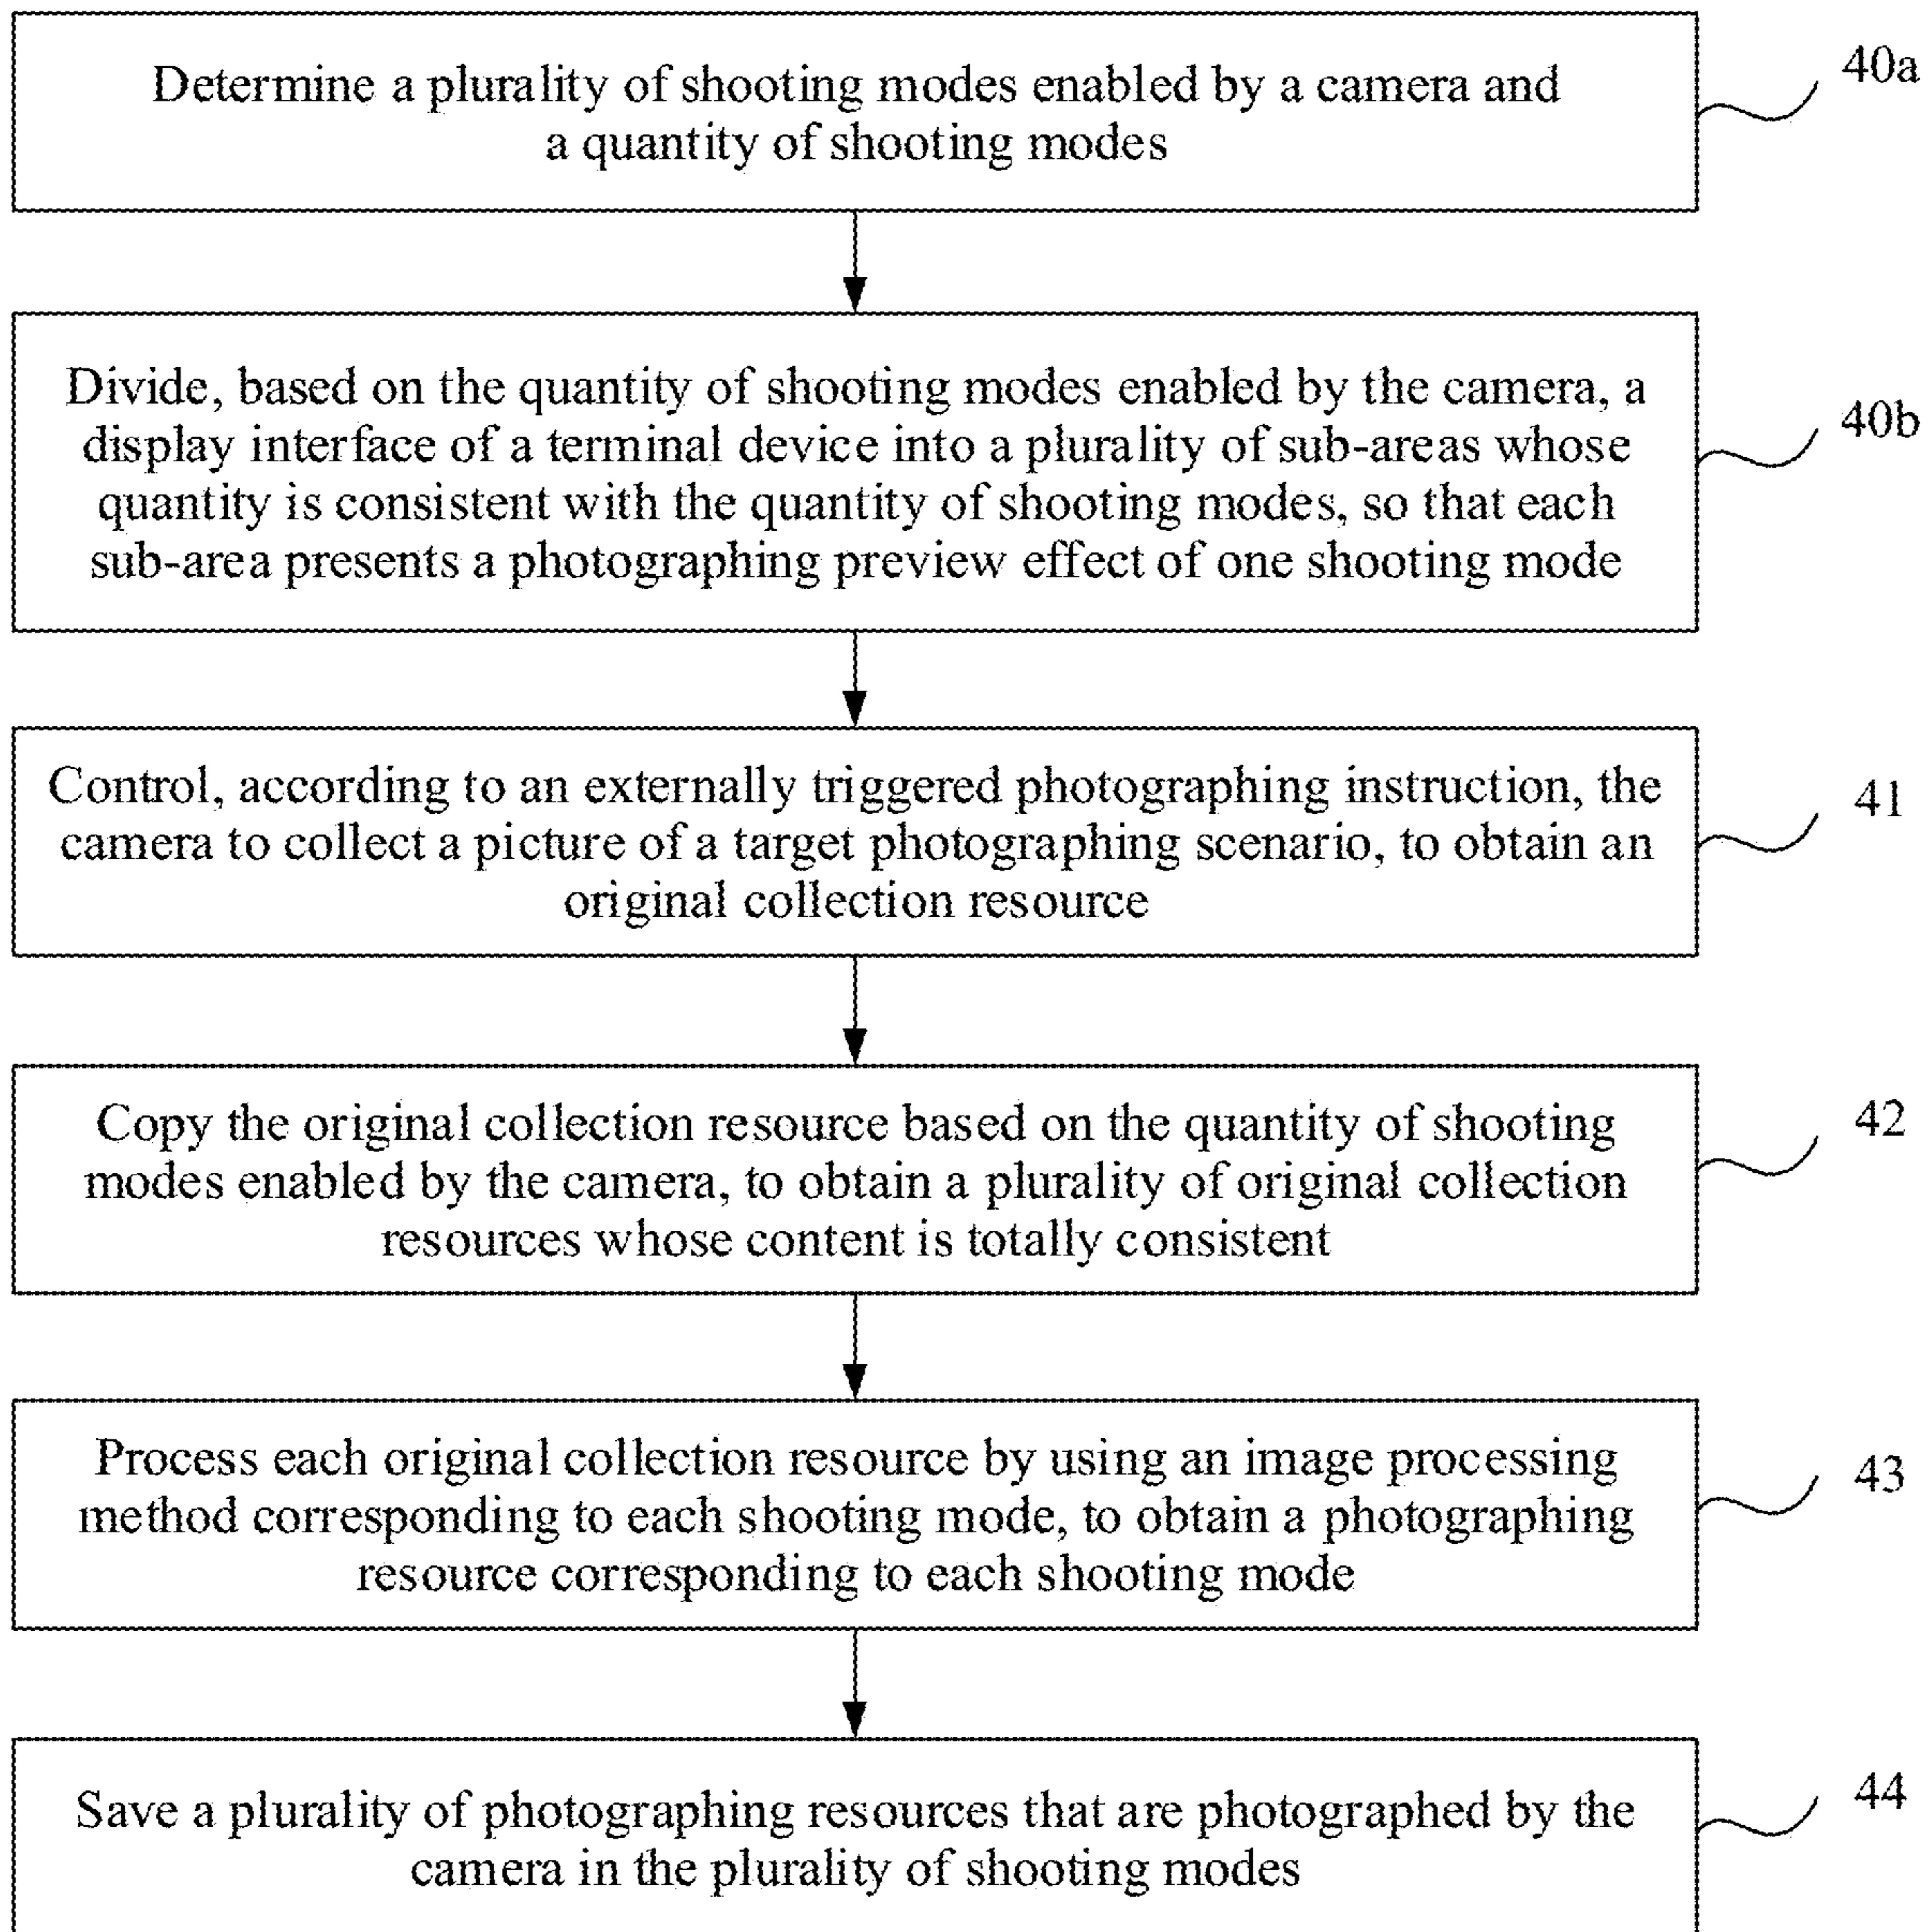 Determine a plurality of shooting modes enabled by a camera and
a quantity of shooting modes
40a
Divide, based on the quantity of shooting modes enabled by the camera, a
display interface of a terminal device into a plurality of sub-areas whose
quantity is consistent with the quantity of shooting modes, so that each
sub-area presents a photographing preview effect of one shooting mode
40b
Control, according to an externally triggered photographing instruction, the
camera to collect a picture of a target photographing scenario, to obtain an
original collection resource
41
Copy the original collection resource based on the quantity of shooting
modes enabled by the camera, to obtain a plurality of original collection
resources whose content is totally consistent
42
Process each original collection resource by using an image processing
method corresponding to each shooting mode, to obtain a photographing
resource corresponding to each shooting mode
43
Save a plurality of photographing resources that are photographed by the
camera in the plurality of shooting modes
44